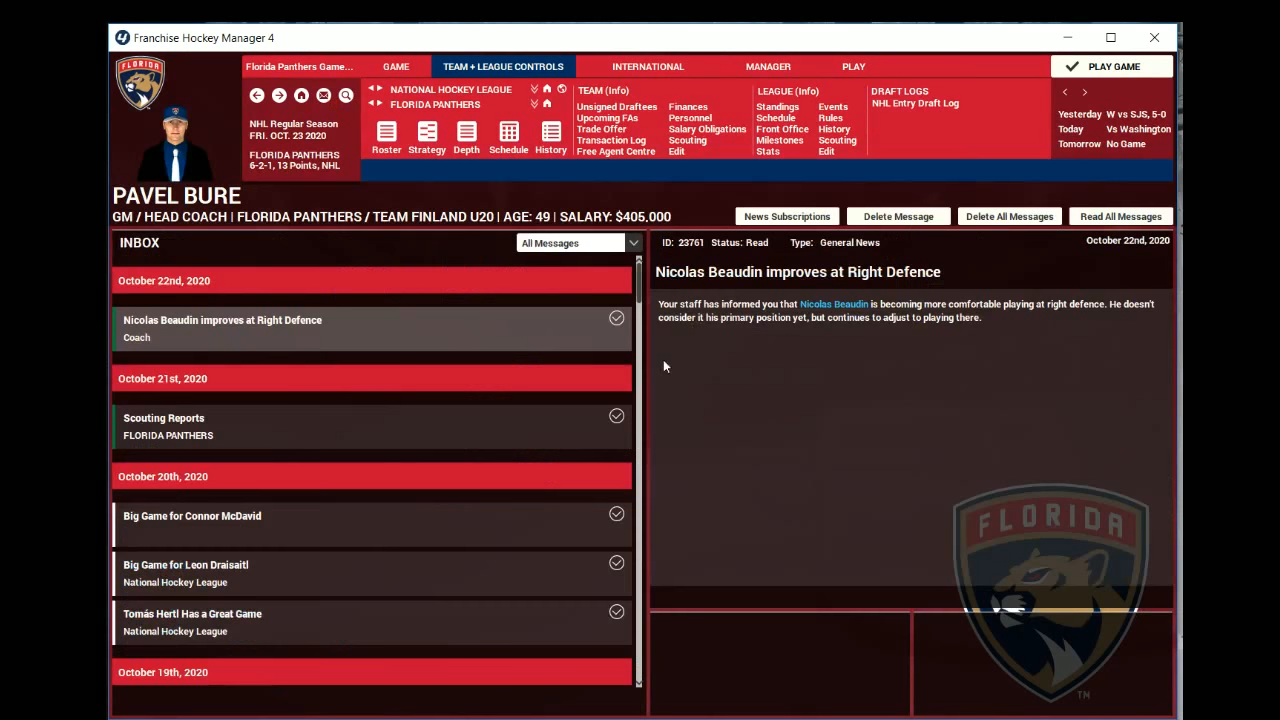 Franchise Hockey Manager 4
Florida Panthers Game...
GAME
TEAM + LEAGUE CONTROLS
INTERNATIONAL
MANAGER
PLAY
PLAY GAME
FLORIDA
NHL Regular Season
FRI. OCT. 23 2020
FLORIDA PANTHERS
6-2-1, 13 Points, NHL
NATIONAL HOCKEY LEAGUE
FLORIDA PANTHERS
Roster
Strategy
Depth
Schedule
History
TEAM (Info)
Unsigned Draftees
Upcoming FAs
Trade Offer
Transaction Log
Free Agent Centre
Finances
Personnel
Salary Obligations
Scouting
Edit
LEAGUE (Info)
Standings
Schedule
Front Office
Milestones
Stats
Events
Rules
History
Scouting
Edit
DRAFT LOGS
NHL Entry Draft Log
Yesterday W vs SJS, 5-0
Today Vs Washington
Tomorrow No Game
PAVEL BURE
GM / HEAD COACH | FLORIDA PANTHERS / TEAM FINLAND U20 | AGE: 49 | SALARY: $405.000
News Subscriptions
Delete Message
Delete All Messages
Read All Messages
INBOX
All Messages
October 22nd, 2020
Nicolas Beaudin improves at Right Defence
Coach
October 21st, 2020
Scouting Reports
FLORIDA PANTHERS
October 20th, 2020
Big Game for Connor McDavid
Big Game for Leon Draisaitl
National Hockey League
Tomás Hertl Has a Great Game
National Hockey League
October 19th, 2020
ID: 23761 Status: Read Type: General News
October 22nd, 2020
Nicolas Beaudin improves at Right Defence
Your staff has informed you that Nicolas Beaudin is becoming more comfortable playing at right defence. He doesn't
consider it his primary position yet, but continues to adjust to playing there.
FLORIDA
TM